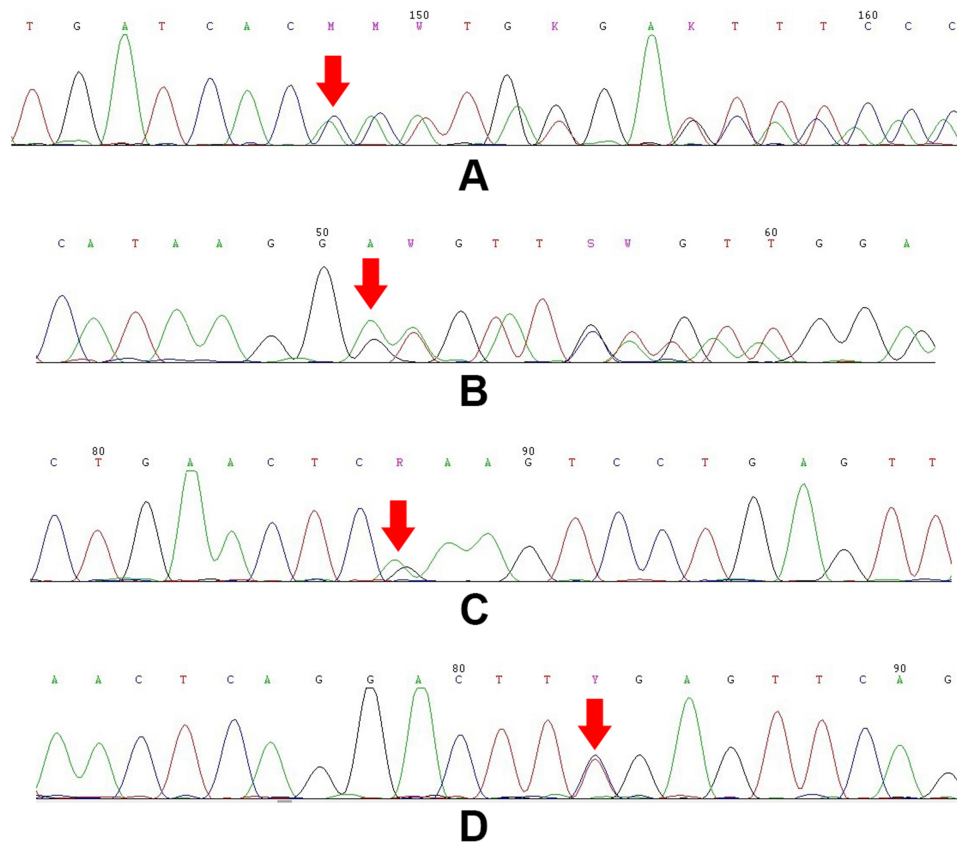 150 160
T G A T C A C M M W T G K G A K T T T C C C
A
50 60
C A T A A G G A W G T T S W G T T G G A
B
80 90
C T G A A C T C R A A G T C C T G A G T T
C
80 90
A A C T C A G G A C T T Y G A G T T C A G
D